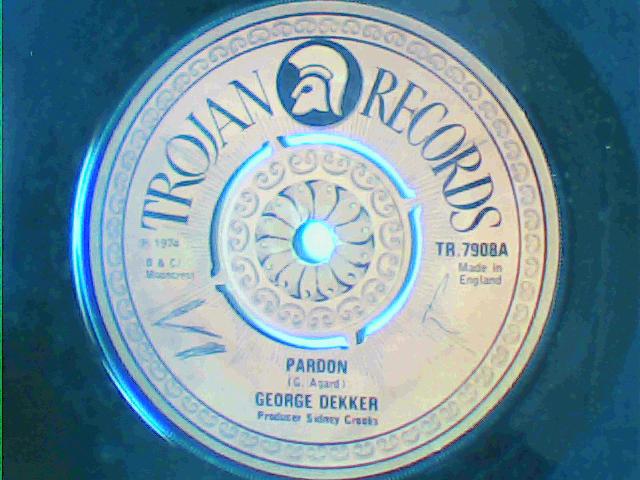 TROJAN RECORDS
℗ 1974
B & C/
Mooncrest
TR.7908A
Made in
England
PARDON
(G. Agard)
GEORGE DEKKER
Producer Sidney Crooks